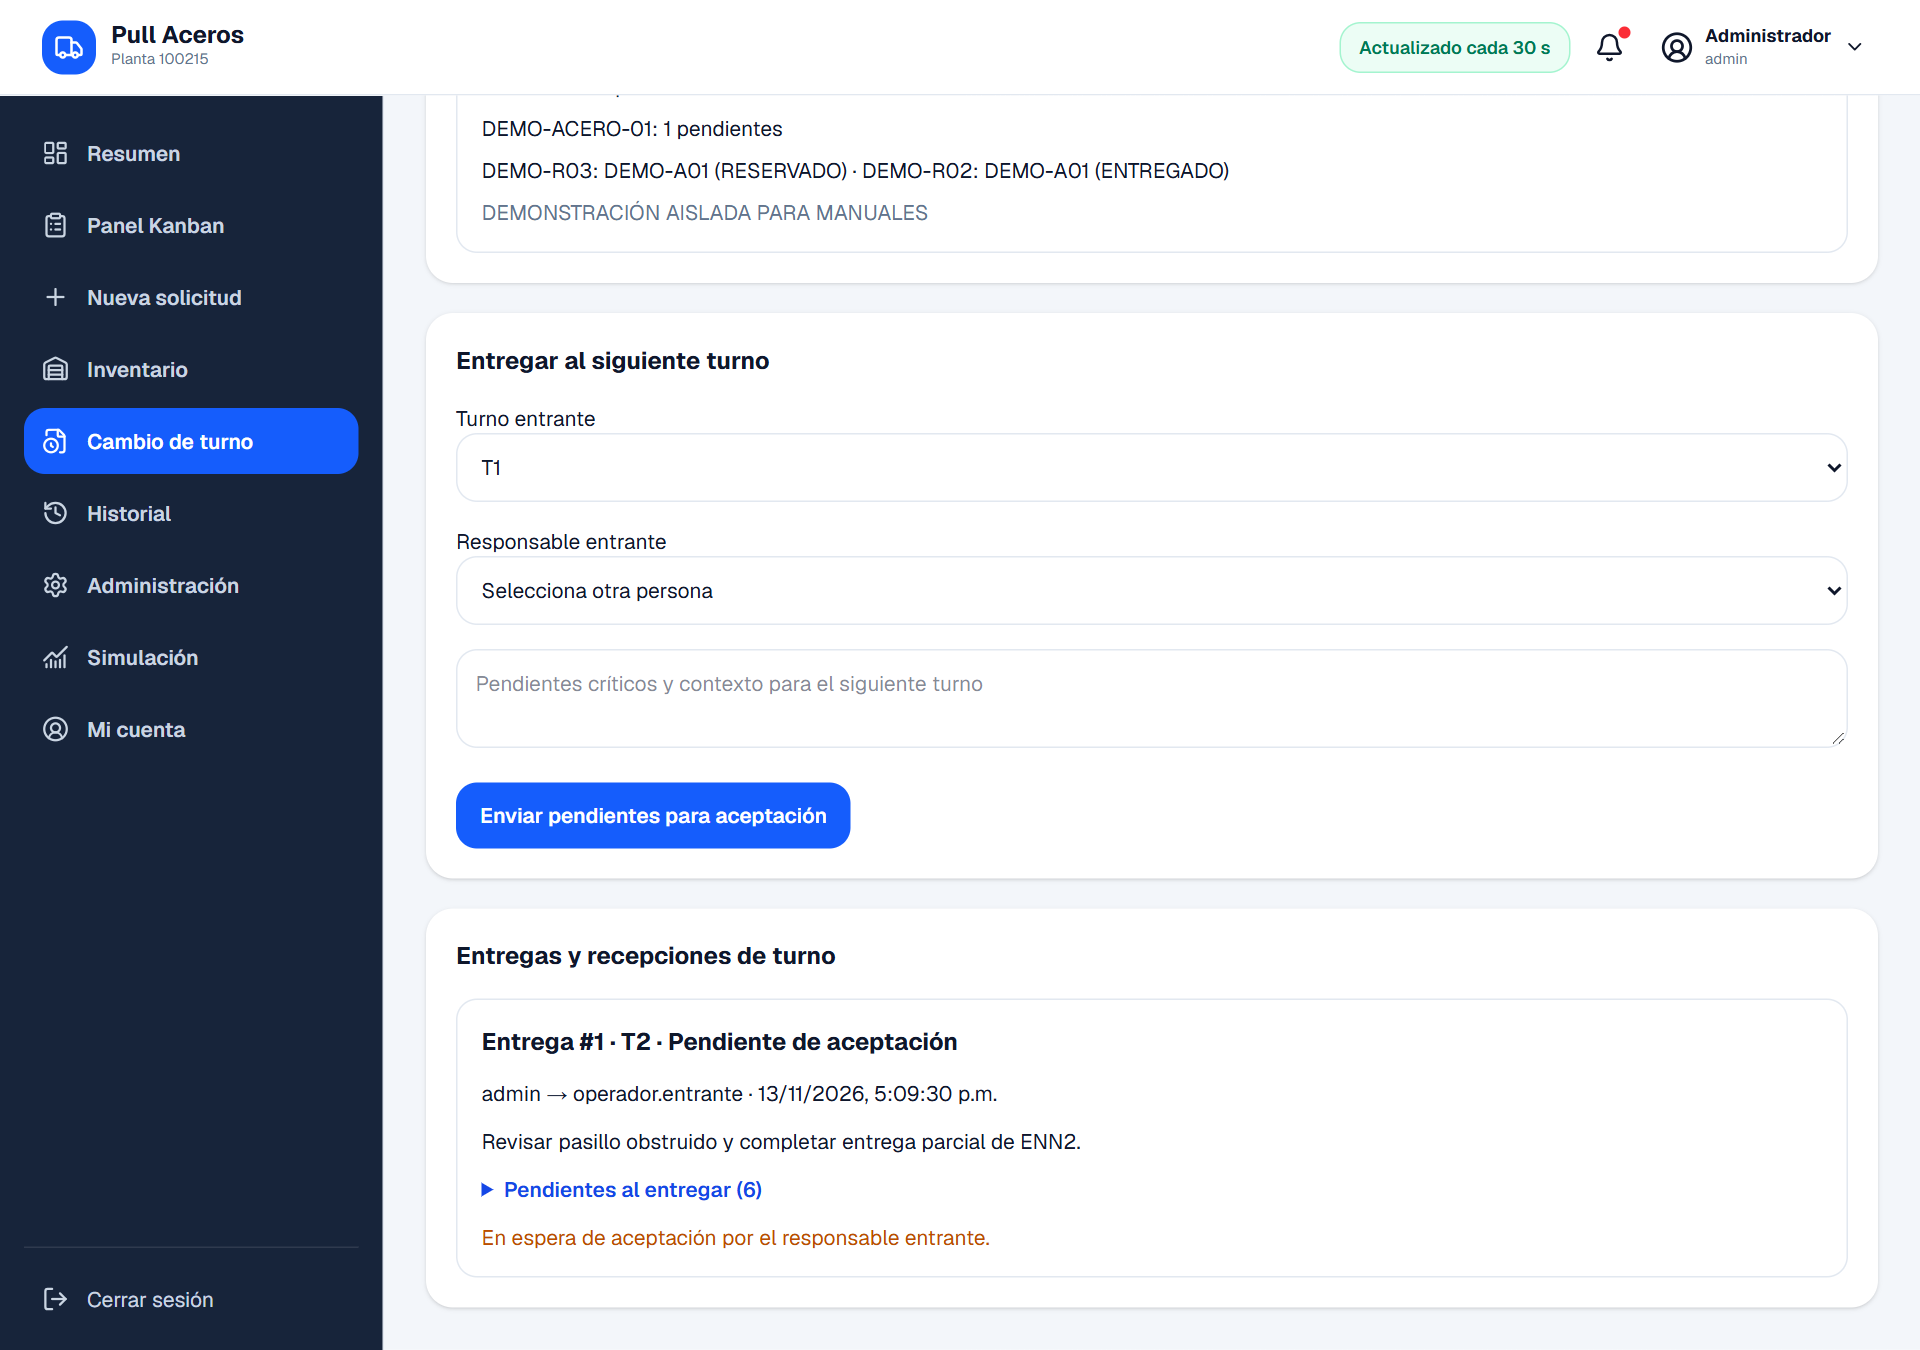 Pull Aceros
Planta 100215
Actualizado cada 30 s
Administrador
admin
Resumen
Panel Kanban
Nueva solicitud
Inventario
Cambio de turno
Historial
Administración
Simulación
Mi cuenta
Cerrar sesión
DEMO-ACERO-01: 1 pendientes
DEMO-R03: DEMO-A01 (RESERVADO) · DEMO-R02: DEMO-A01 (ENTREGADO)
DEMONSTRACIÓN AISLADA PARA MANUALES
Entregar al siguiente turno
Turno entrante
T1
Responsable entrante
Selecciona otra persona
Pendientes críticos y contexto para el siguiente turno
Enviar pendientes para aceptación
Entregas y recepciones de turno
Entrega #1 · T2 · Pendiente de aceptación
admin → operador.entrante · 13/11/2026, 5:09:30 p.m.
Revisar pasillo obstruido y completar entrega parcial de ENN2.
Pendientes al entregar (6)
En espera de aceptación por el responsable entrante.